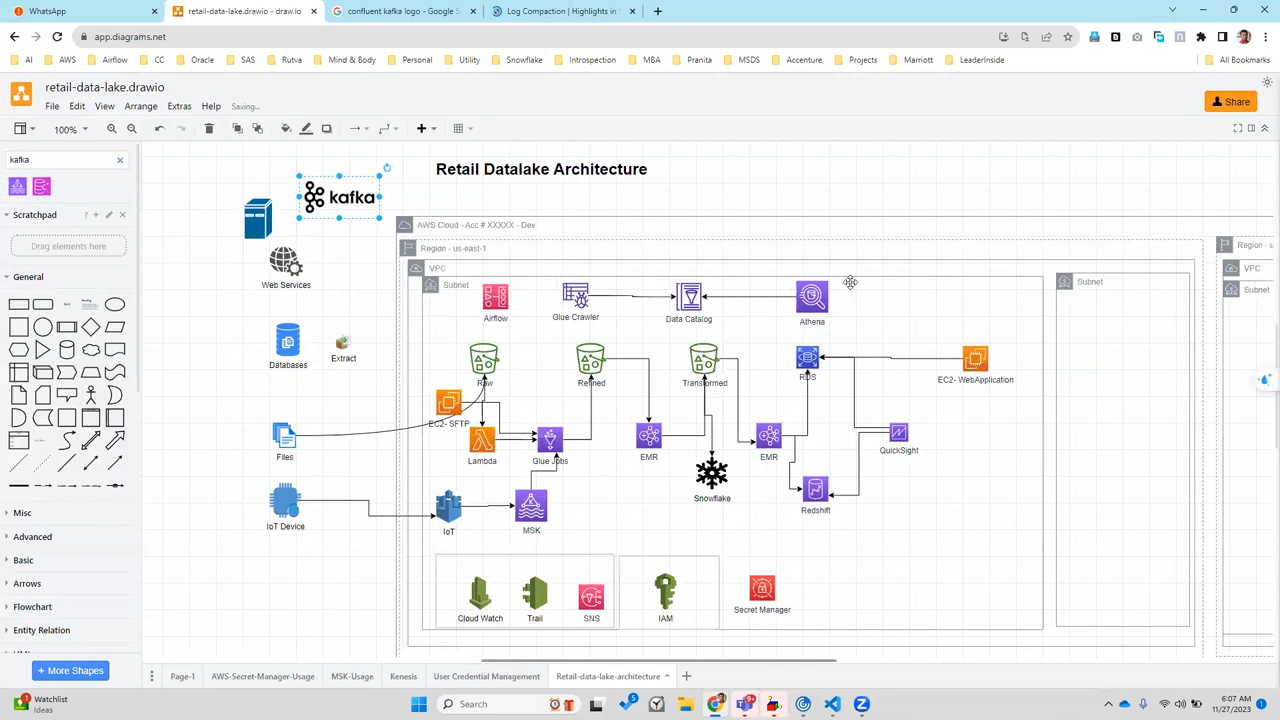 WhatsApp
retail-data-lake.drawio - draw.io
confluent kafka logo - Google S
Log Compaction | Highlights in
app.diagrams.net
AI
AWS
Airflow
CC
Oracle
SAS
Rutva
Mind & Body
Personal
Utility
Snowflake
Introspection
MBA
Pranita
MSDS
Accenture
Projects
Marriott
LeaderInside
All Bookmarks
retail-data-lake.drawio
File Edit View Arrange Extras Help Saving...
Share
100%
kafka
Scratchpad
Drag elements here
General
Misc
Advanced
Basic
Arrows
Flowchart
Entity Relation
+ More Shapes
Retail Datalake Architecture
kafka
AWS Cloud - Acc # XXXXX - Dev
Region - us-east-1
VPC
Subnet
Subnet
Region - u
VPC
Subnet
Web Services
Airflow
Glue Crawler
Data Catalog
Athena
Databases
Extract
Raw
Refined
Transformed
RDS
EC2- WebApplication
EC2- SFTP
Files
Lambda
Glue Jobs
EMR
EMR
QuickSight
Snowflake
Redshift
IoT Device
IoT
MSK
Cloud Watch
Trail
SNS
IAM
Secret Manager
Page-1
AWS-Secret-Manager-Usage
MSK-Usage
Kenesis
User Credential Management
Retail-data-lake-architecture
Watchlist
Ideas
Search
5
9+
6:07 AM
11/27/2023